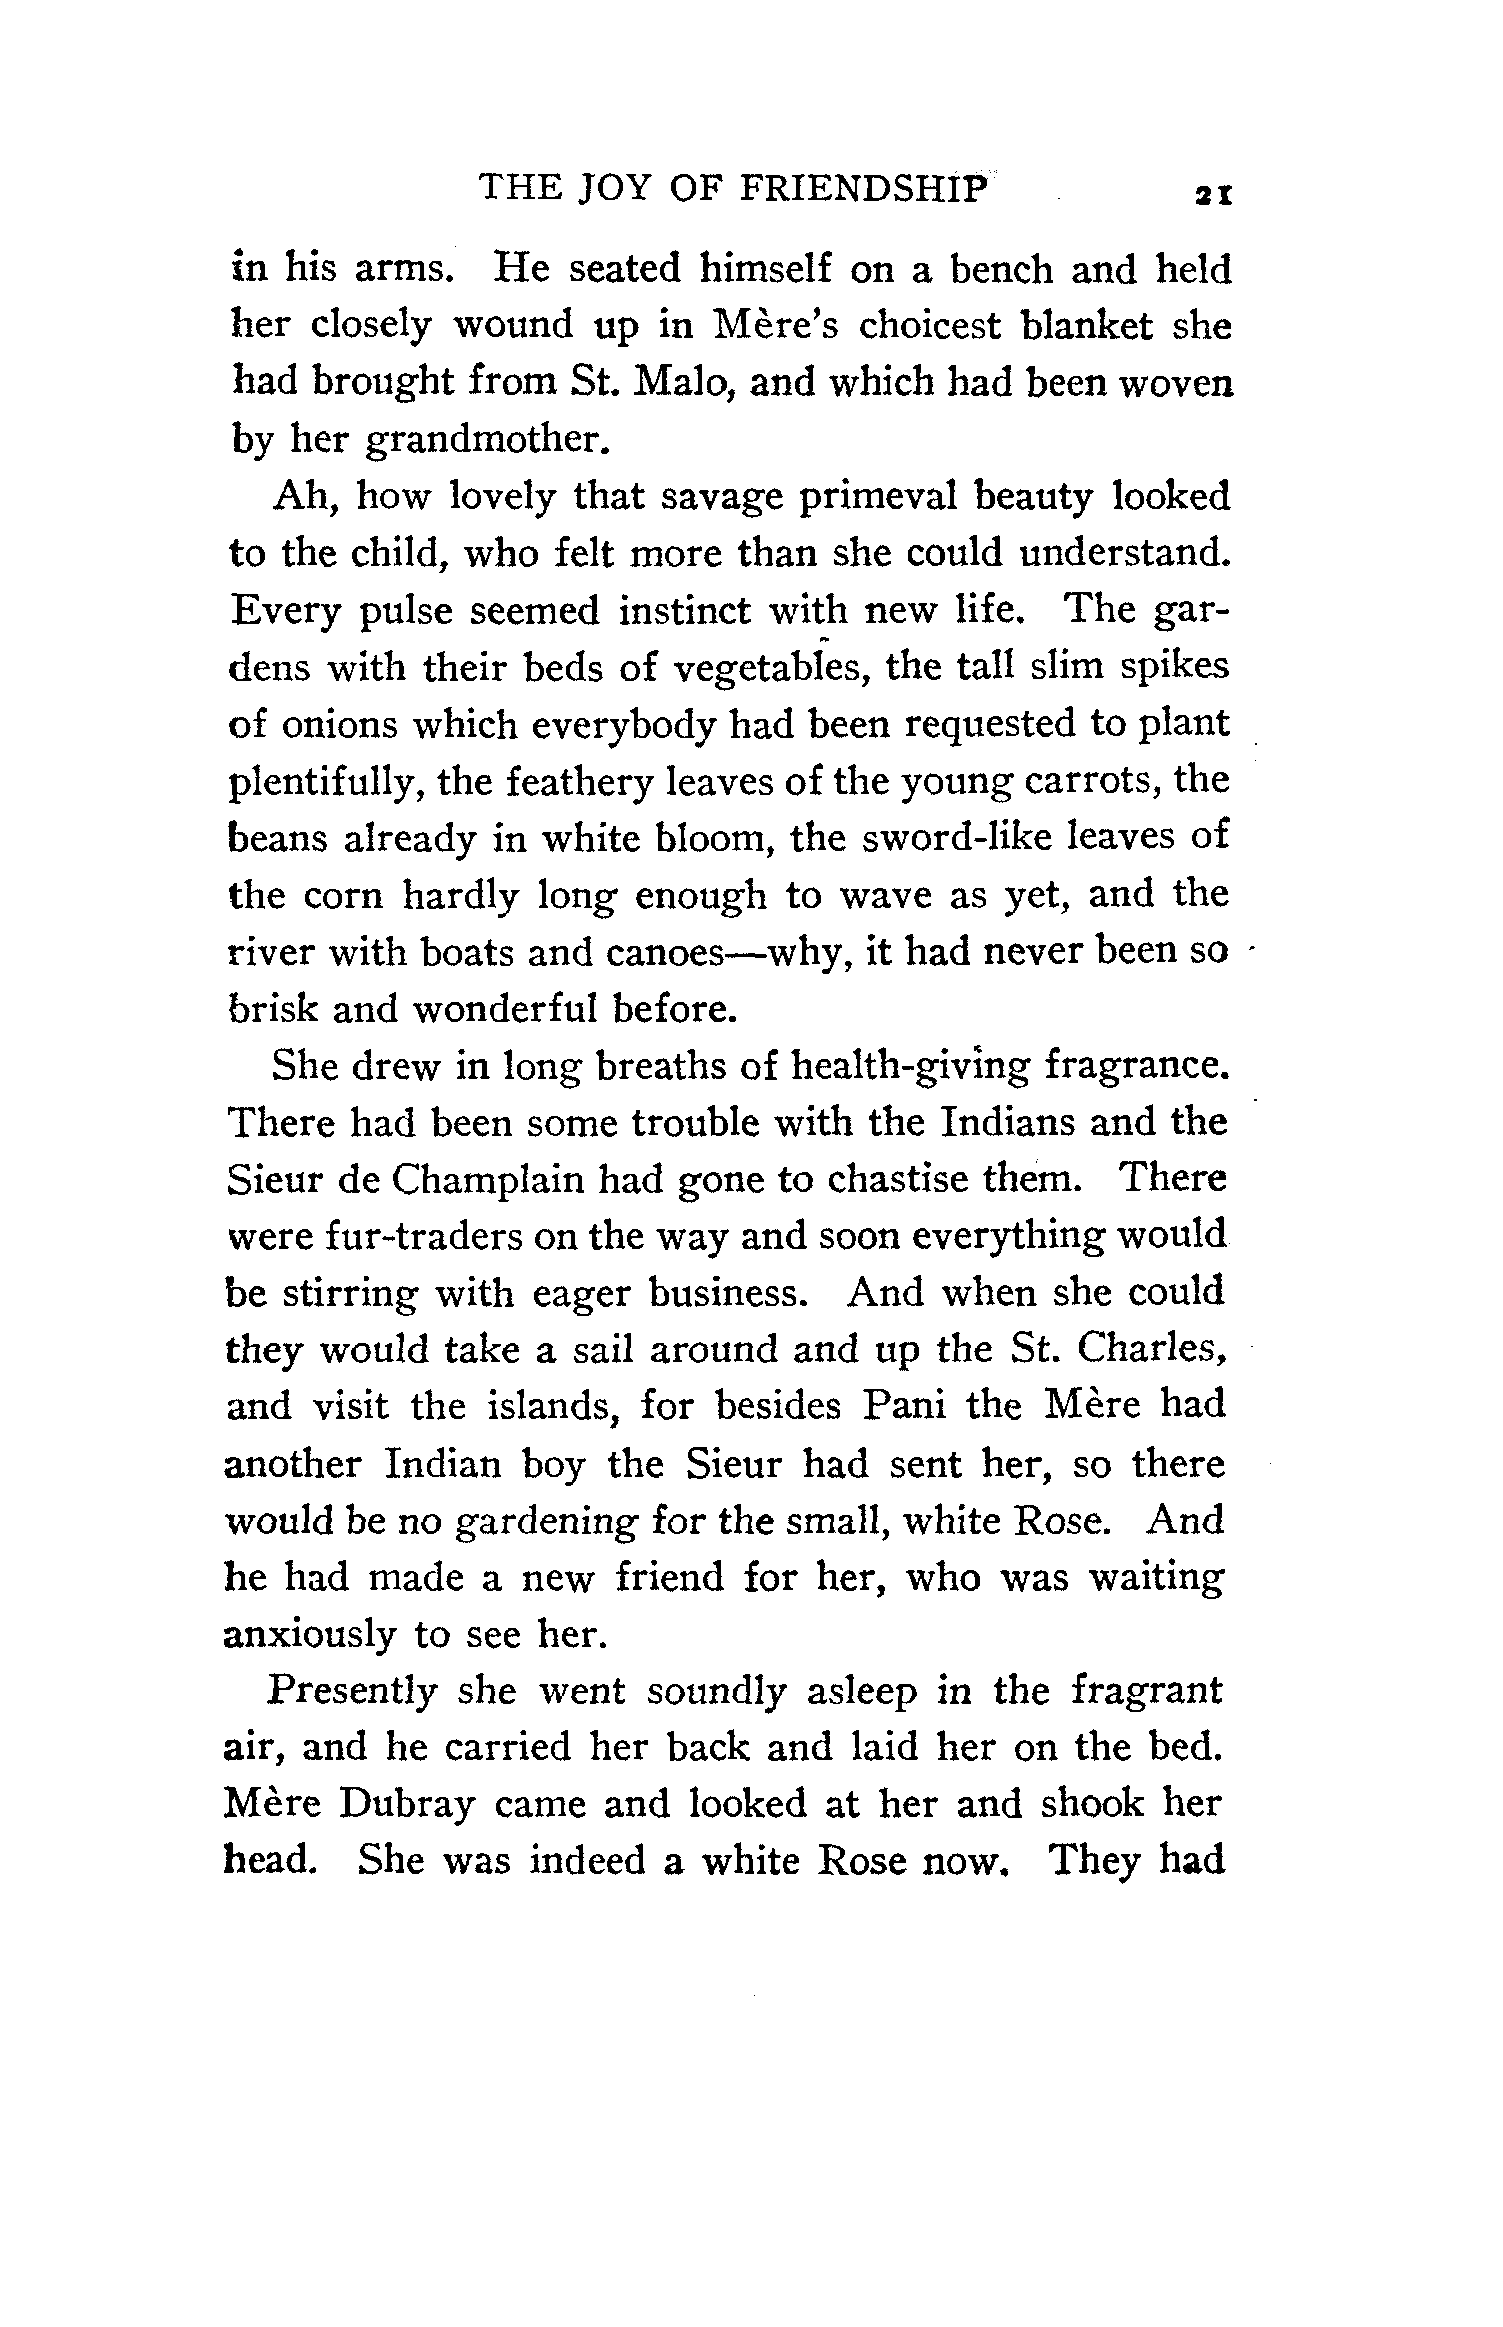 THE JOY OF FRIENDSHIP 21
in his arms. He seated himself on a bench and held
her closely wound up in Mère's choicest blanket she
had brought from St. Malo, and which had been woven
by her grandmother.
Ah, how lovely that savage primeval beauty looked
to the child, who felt more than she could understand.
Every pulse seemed instinct with new life. The gar-
dens with their beds of vegetables, the tall slim spikes
of onions which everybody had been requested to plant
plentifully, the feathery leaves of the young carrots, the
beans already in white bloom, the sword-like leaves of
the corn hardly long enough to wave as yet, and the
river with boats and canoes—why, it had never been so
brisk and wonderful before.
She drew in long breaths of health-giving fragrance.
There had been some trouble with the Indians and the
Sieur de Champlain had gone to chastise them. There
were fur-traders on the way and soon everything would
be stirring with eager business. And when she could
they would take a sail around and up the St. Charles,
and visit the islands, for besides Pani the Mère had
another Indian boy the Sieur had sent her, so there
would be no gardening for the small, white Rose. And
he had made a new friend for her, who was waiting
anxiously to see her.
Presently she went soundly asleep in the fragrant
air, and he carried her back and laid her on the bed.
Mère Dubray came and looked at her and shook her
head. She was indeed a white Rose now. They had